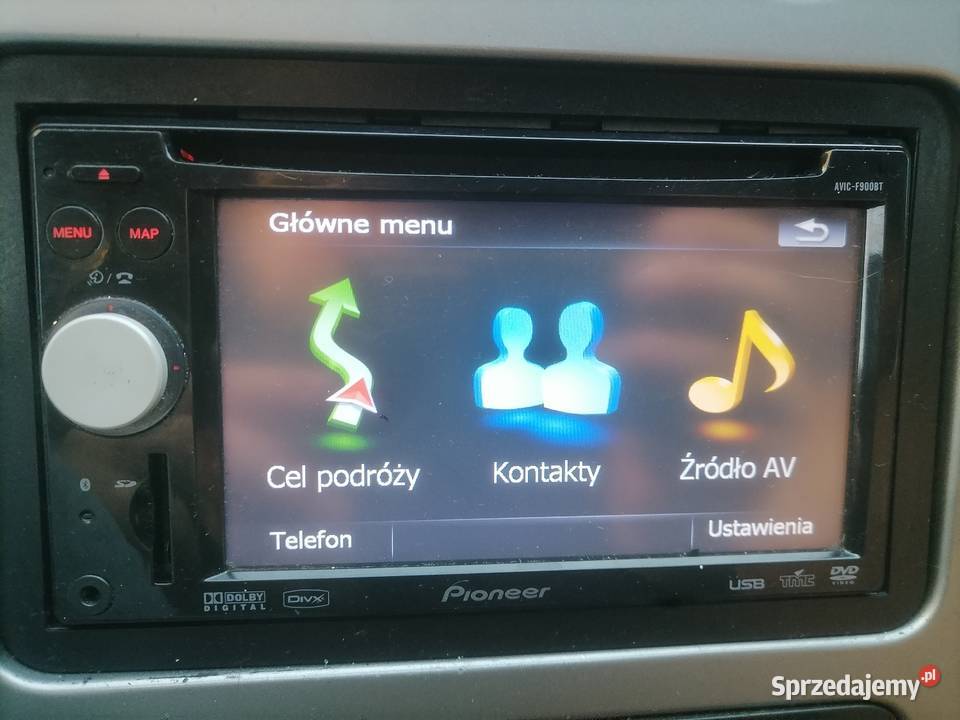 AVIC-F900BT
MENU MAP
Główne menu
Cel podróży Kontakty Źródło AV
Telefon Ustawienia
DOLBY DIGITAL DIVX Pioneer USB TMC DVD VIDEO
Sprzedajemy.pl